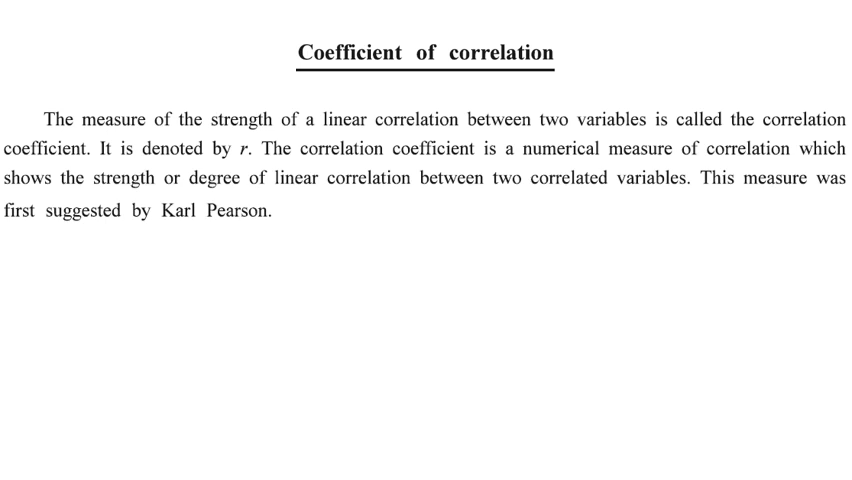 Coefficient of correlation
The measure of the strength of a linear correlation between two variables is called the correlation
coefficient. It is denoted by r. The correlation coefficient is a numerical measure of correlation which
shows the strength or degree of linear correlation between two correlated variables. This measure was
first suggested by Karl Pearson.